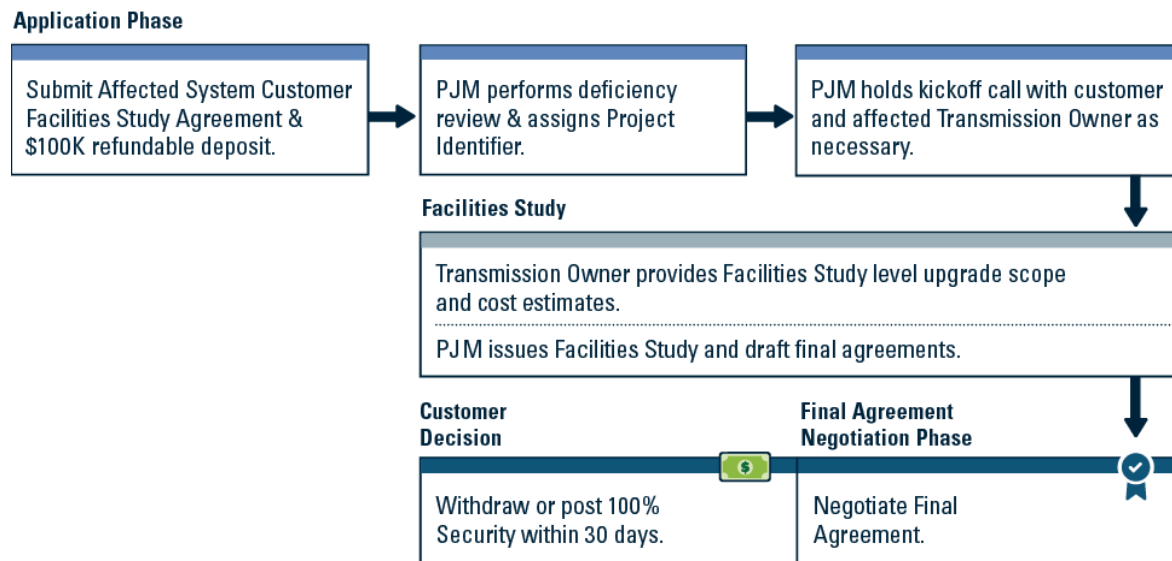 Application Phase
Submit Affected System Customer
Facilities Study Agreement &
$100K refundable deposit.
PJM performs deficiency
review & assigns Project
Identifier.
PJM holds kickoff call with customer
and affected Transmission Owner as
necessary.
Facilities Study
Transmission Owner provides Facilities Study level upgrade scope
and cost estimates.
PJM issues Facilities Study and draft final agreements.
Customer
Decision
$
Withdraw or post 100%
Security within 30 days.
Final Agreement
Negotiation Phase
Negotiate Final
Agreement.